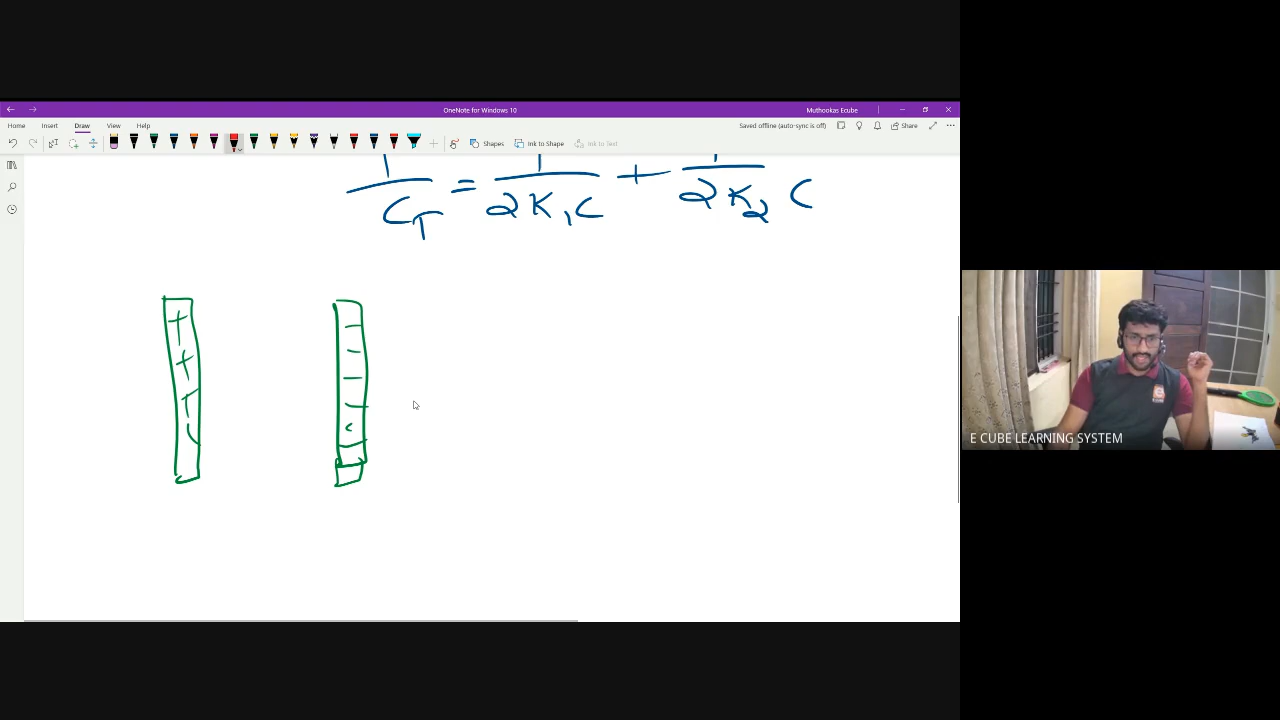 OneNote for Windows 10
Muthookas Ecube
Home Insert Draw View Help
Saved offline (auto-sync is off)
Share
Shapes
Ink to Shape
Ink to Text
1/C_T = 1/2K_1C + 1/2K_2 C
+ -
+ -
+ -
-
E CUBE LEARNING SYSTEM